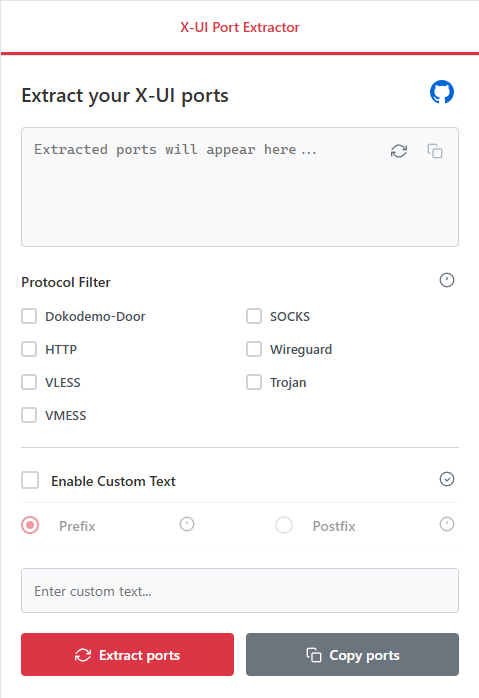 X-UI Port Extractor
Extract your X-UI ports
Extracted ports will appear here...
Protocol Filter
Dokodemo-Door
SOCKS
HTTP
Wireguard
VLESS
Trojan
VMESS
Enable Custom Text
Prefix
Postfix
Enter custom text...
Extract ports
Copy ports